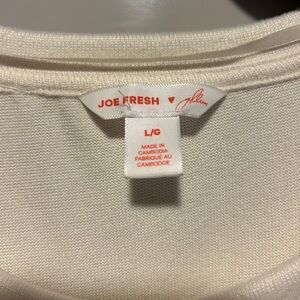 JOE FRESH ♥
L/G
MADE IN
CAMBODIA
FABRIQUÉ AU
CAMBODGE